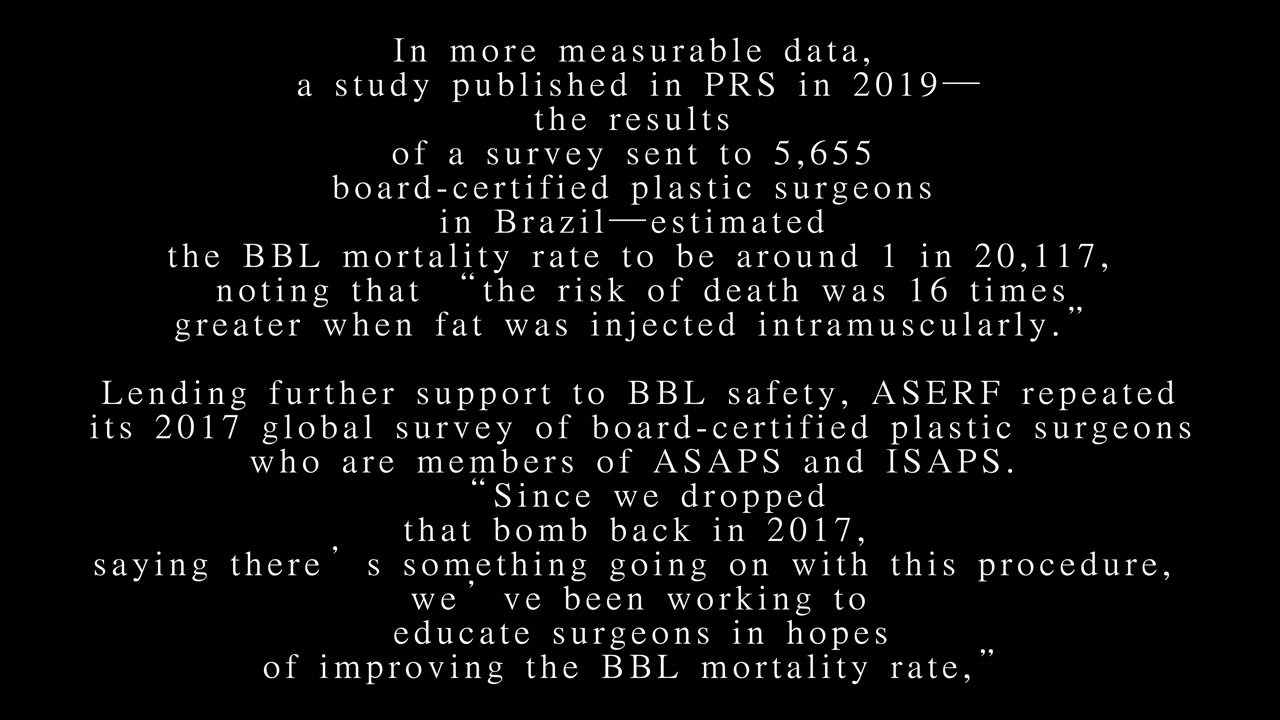 In more measurable data,
a study published in PRS in 2019—
the results
of a survey sent to 5,655
board-certified plastic surgeons
in Brazil—estimated
the BBL mortality rate to be around 1 in 20,117,
noting that “the risk of death was 16 times
greater when fat was injected intramuscularly.”
Lending further support to BBL safety, ASERF repeated
its 2017 global survey of board-certified plastic surgeons
who are members of ASAPS and ISAPS.
“Since we dropped
that bomb back in 2017,
saying there’s something going on with this procedure,
we’ve been working to
educate surgeons in hopes
of improving the BBL mortality rate,”